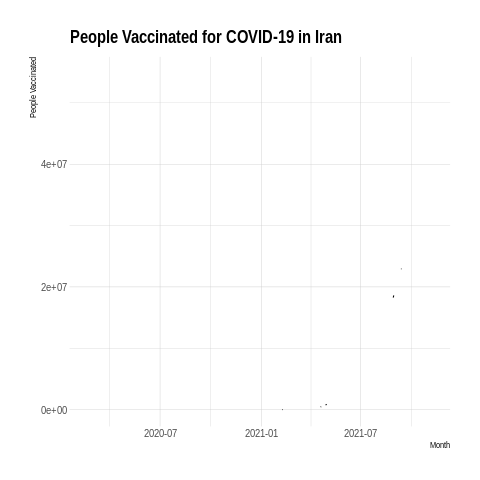 People Vaccinated for COVID-19 in Iran
People Vaccinated
4e+07
2e+07
0e+00
2020-07
2021-01
2021-07
Month